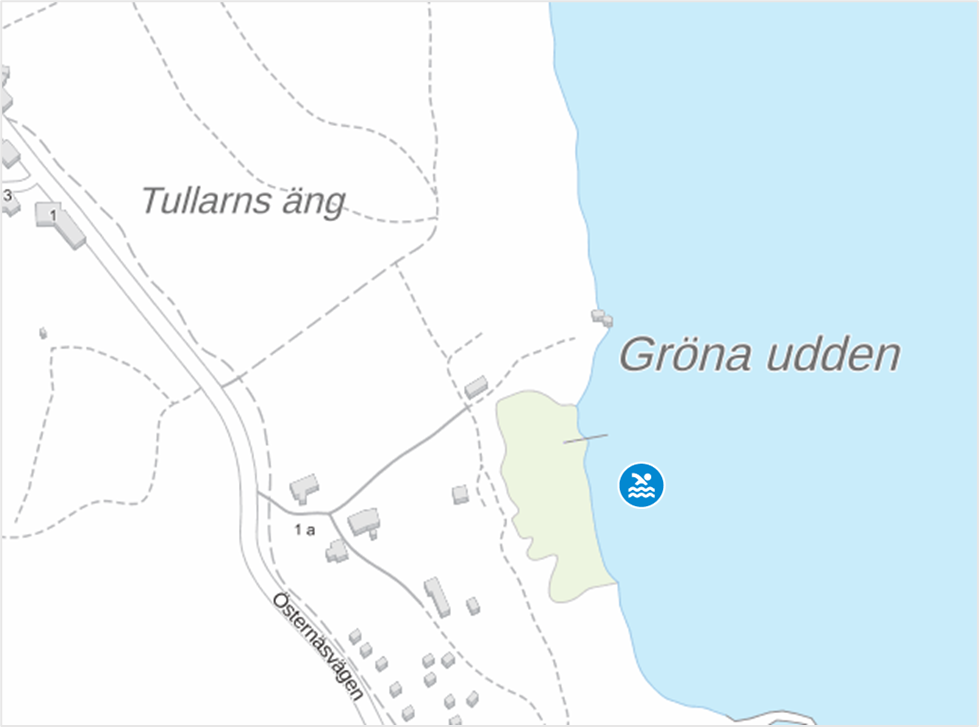 Tullarns äng
3
1
Gröna udden
1 a
Östernäsvägen